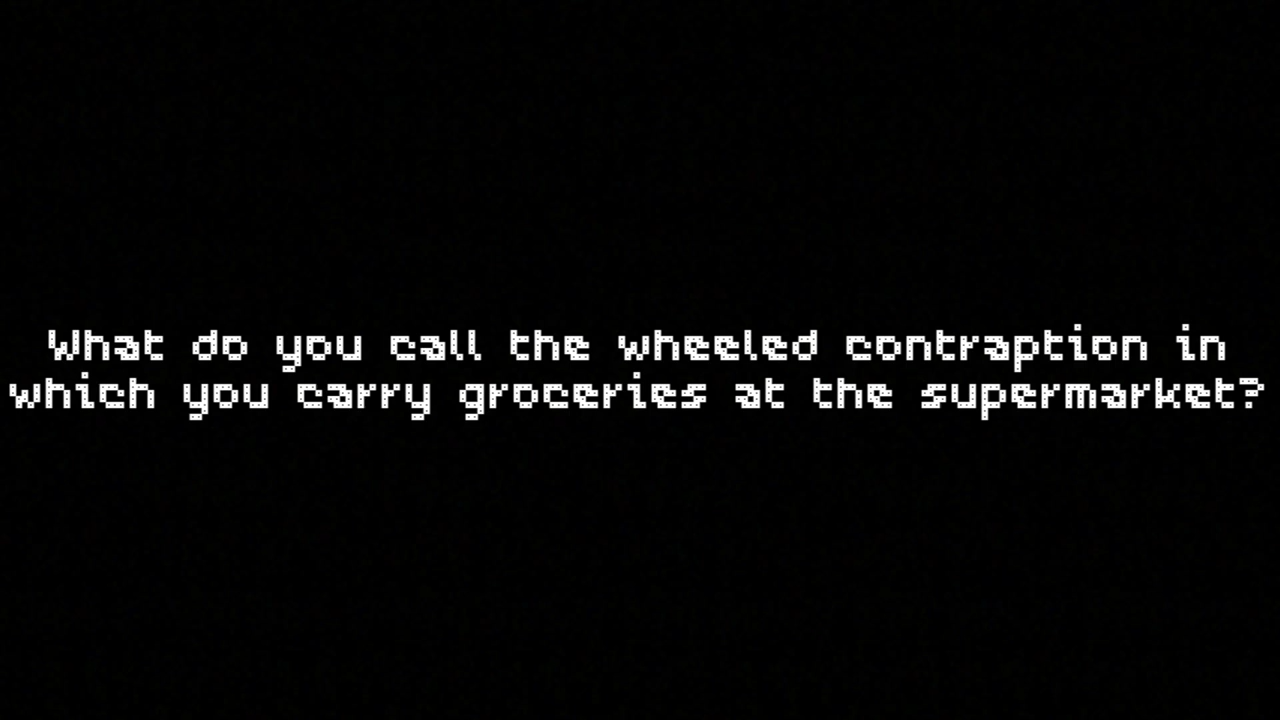 What do you call the wheeled contraption in
which you carry groceries at the supermarket?